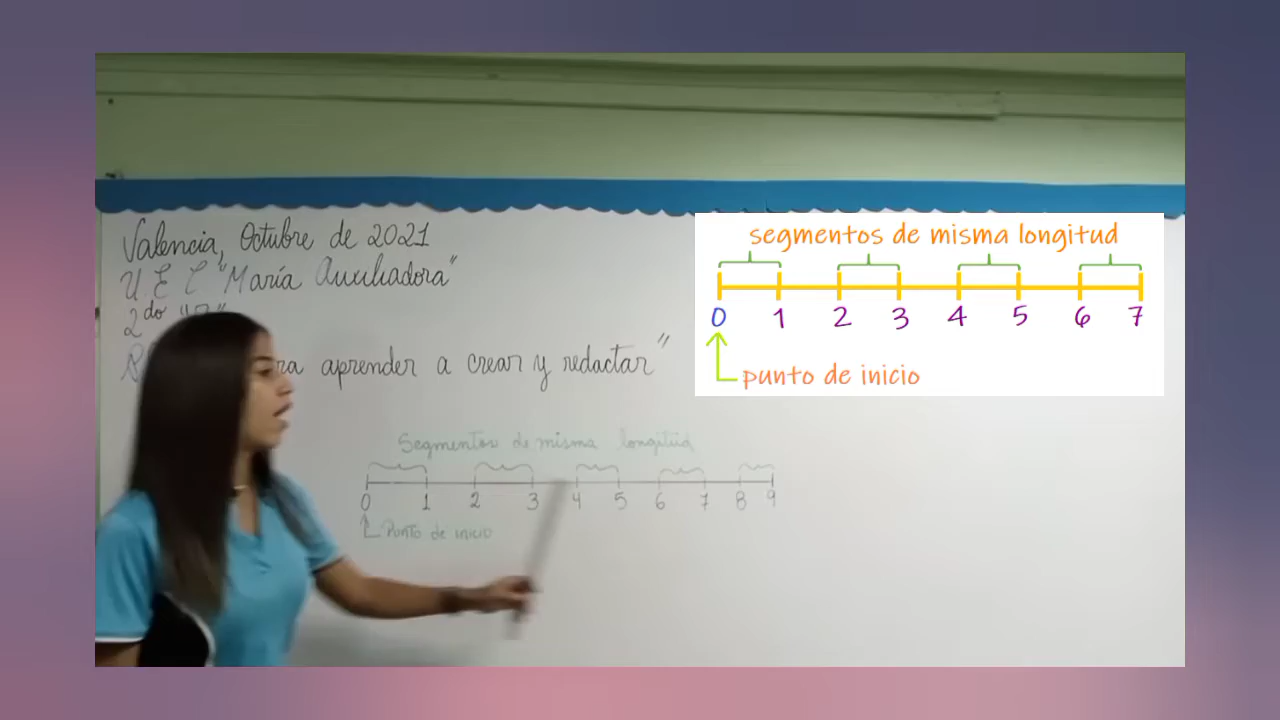 Valencia, Octubre de 2021
U E C "María Auxiliadora"
2do
aprender a crear y redactar"
Segmentos de misma longitud
0 1 2 3 4 5 6 7 8 9
Punto de inicio
segmentos de misma longitud
0 1 2 3 4 5 6 7
punto de inicio